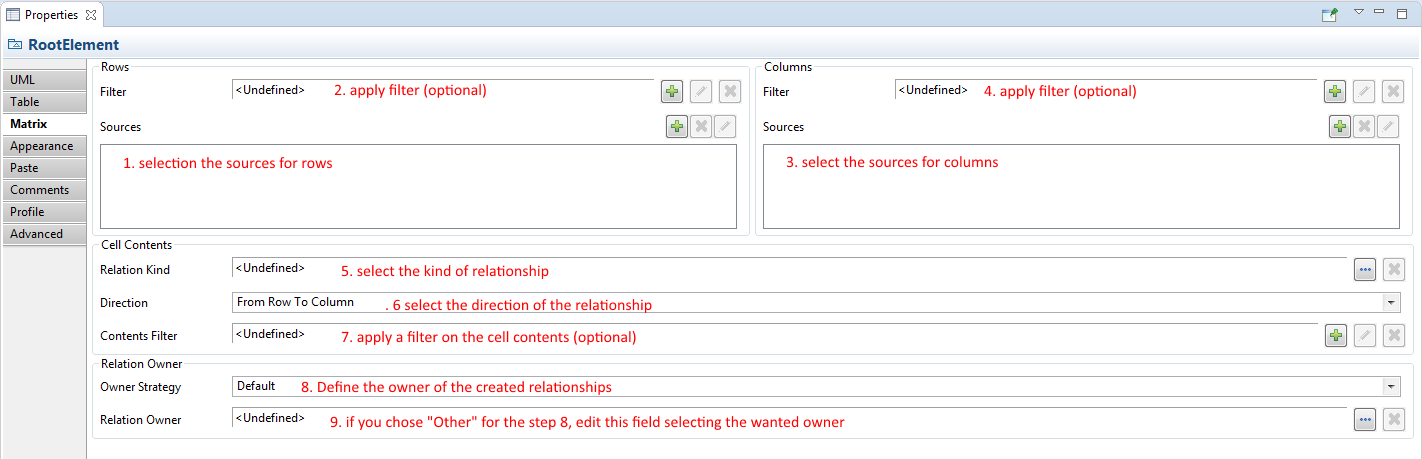 Properties
RootElement
UML
Table
Matrix
Appearance
Paste
Comments
Profile
Advanced
Rows
Filter <Undefined> 2. apply filter (optional)
Sources
1. selection the sources for rows
Columns
Filter <Undefined> 4. apply filter (optional)
Sources
3. select the sources for columns
Cell Contents
Relation Kind <Undefined> 5. select the kind of relationship
Direction From Row To Column . 6 select the direction of the relationship
Contents Filter <Undefined> 7. apply a filter on the cell contents (optional)
Relation Owner
Owner Strategy Default 8. Define the owner of the created relationships
Relation Owner <Undefined> 9. if you chose "Other" for the step 8, edit this field selecting the wanted owner